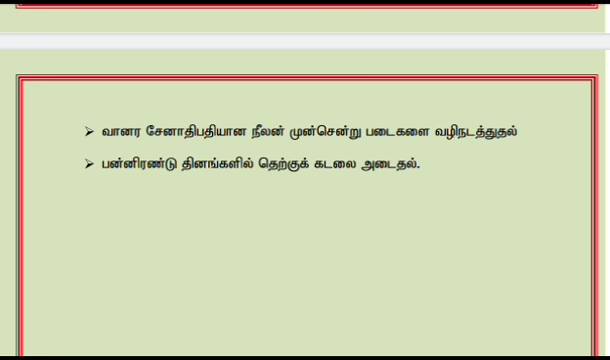 ➢ வானர சேனாதிபதியான நீலன் முன்சென்று படைகளை வழிநடத்துதல்
➢ பன்னிரண்டு தினங்களில் தெற்குக் கடலை அடைதல்.